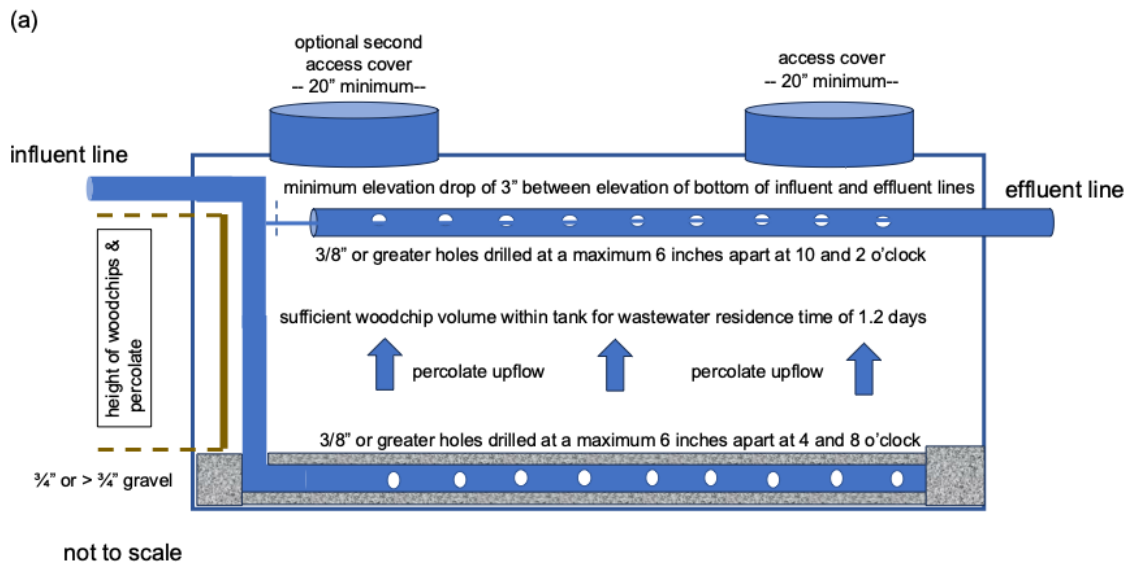 (a)
optional second
access cover
-- 20” minimum--
access cover
-- 20” minimum--
influent line
minimum elevation drop of 3” between elevation of bottom of influent and effluent lines
effluent line
3/8” or greater holes drilled at a maximum 6 inches apart at 10 and 2 o’clock
height of woodchips &
percolate
sufficient woodchip volume within tank for wastewater residence time of 1.2 days
percolate upflow
percolate upflow
3/8” or greater holes drilled at a maximum 6 inches apart at 4 and 8 o’clock
¾” or > ¾” gravel
not to scale